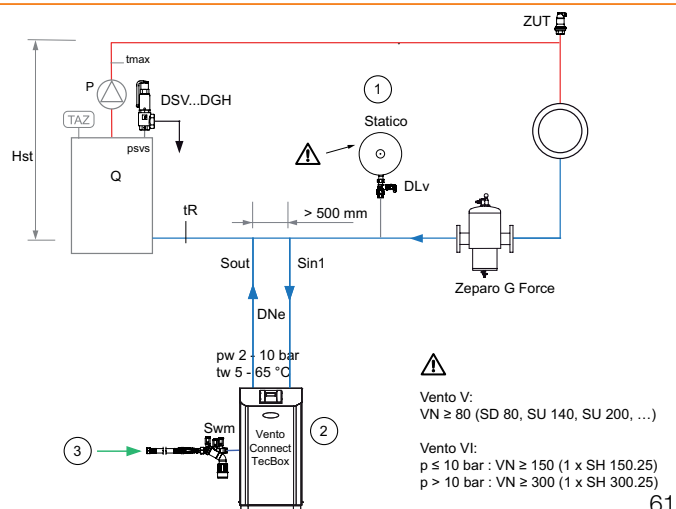 ZUT
tmax
P
DSV...DGH
TAZ
psvs
1
Statico
Hst
Q
DLv
tR
> 500 mm
Sout
Sin1
Zeparo G Force
DNe
pw 2 - 10 bar
tw 5 - 65 °C
Swm
Vento
Connect
TecBox
2
3
Vento V:
VN ≥ 80 (SD 80, SU 140, SU 200, …)
Vento VI:
p ≤ 10 bar : VN ≥ 150 (1 x SH 150.25)
p > 10 bar : VN ≥ 300 (1 x SH 300.25)
61